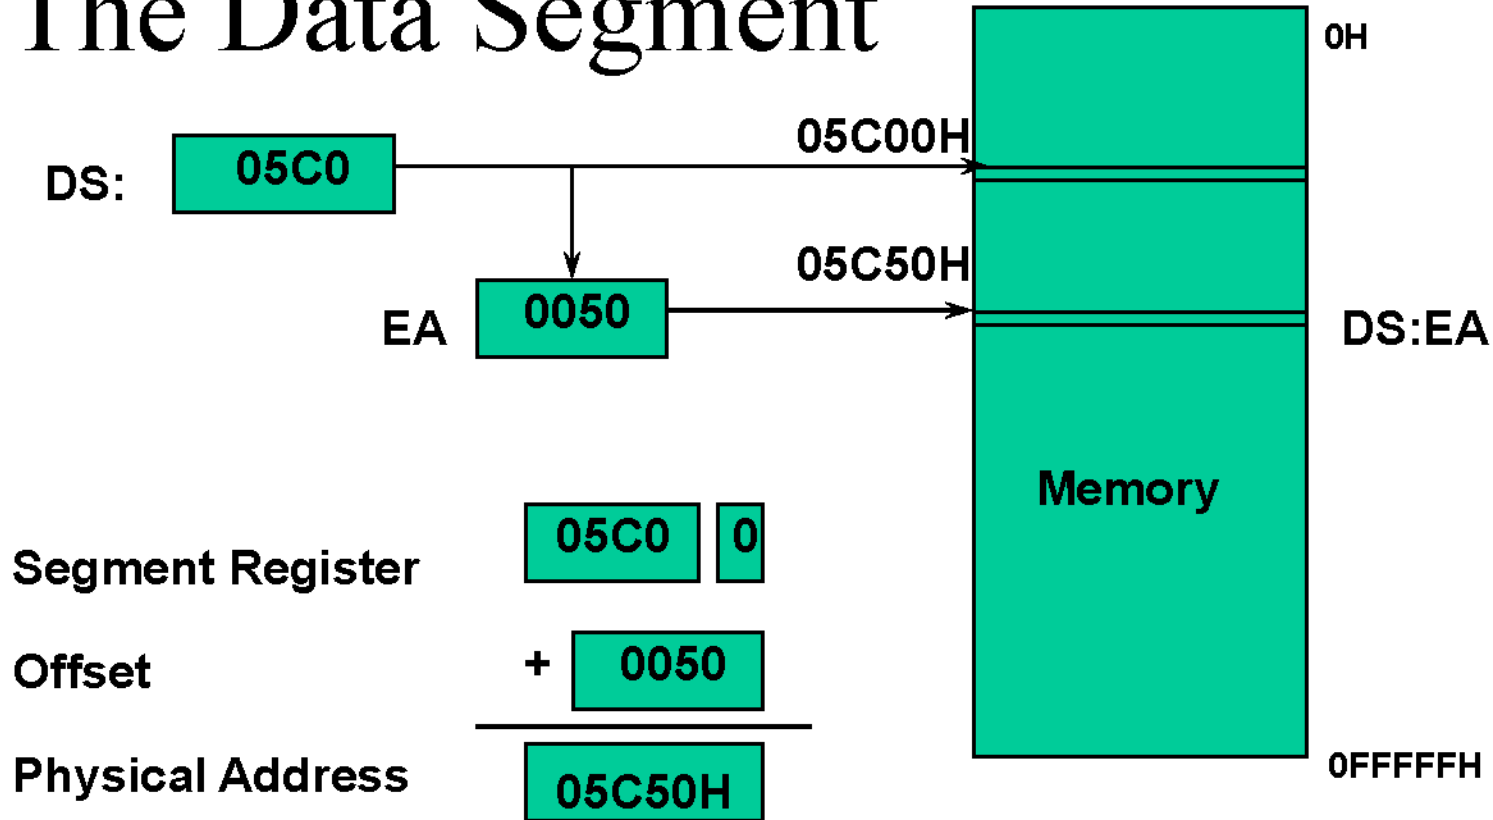 The Data Segment
0H
05C00H
DS: 05C0
05C50H
EA 0050
DS:EA
Memory
Segment Register 05C0 0
Offset + 0050
Physical Address 05C50H
0FFFFFH